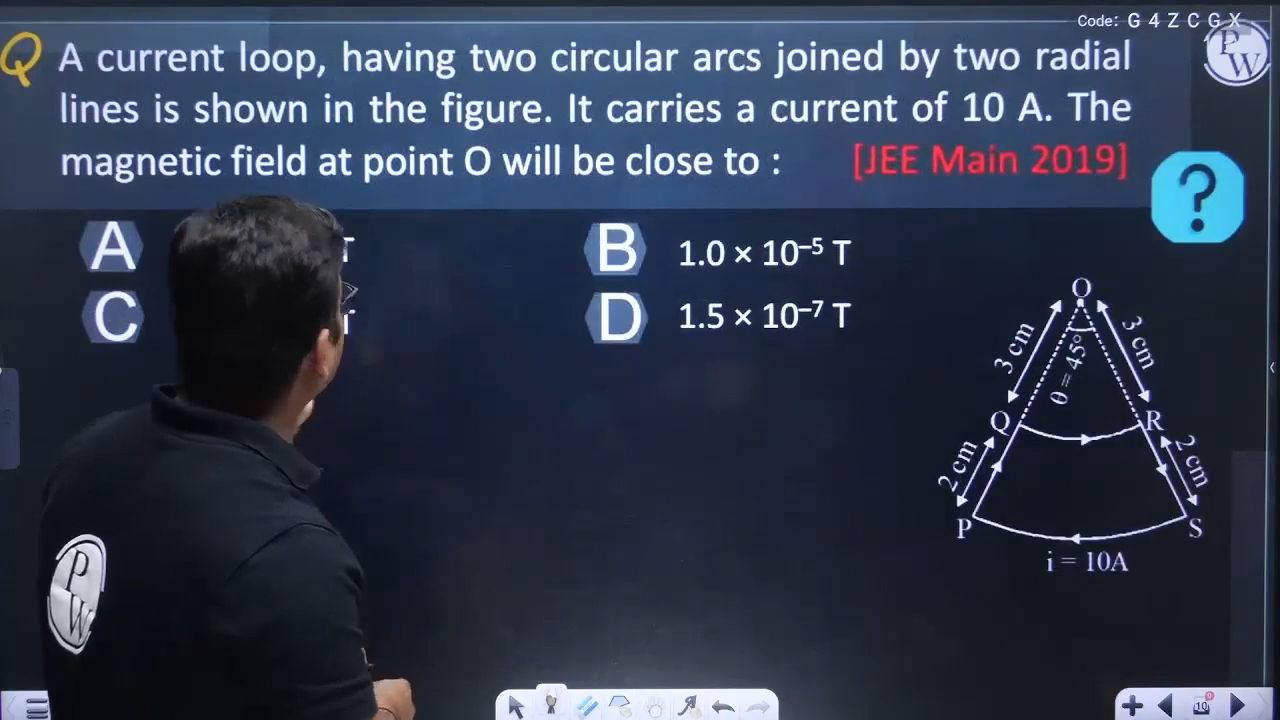 Code: G 4 Z C G X
Q A current loop, having two circular arcs joined by two radial
lines is shown in the figure. It carries a current of 10 A. The
magnetic field at point O will be close to : [JEE Main 2019]
P
W
?
A T
B 1.0 × 10⁻⁵ T
C
D 1.5 × 10⁻⁷ T
O
3 cm
3 cm
θ = 45°
Q
R
2 cm
2 cm
P
S
i = 10A
P
W
10